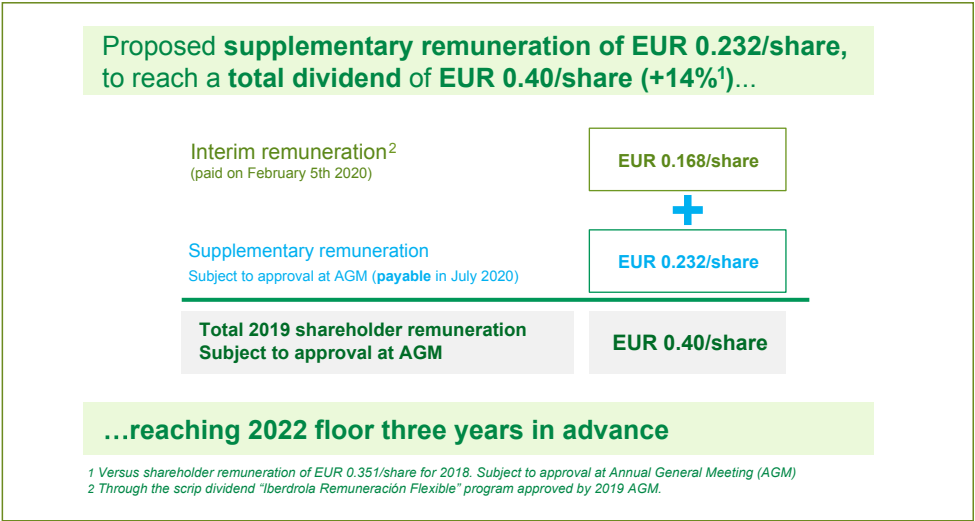 Proposed supplementary remuneration of EUR 0.232/share,
to reach a total dividend of EUR 0.40/share (+14%¹)...
Interim remuneration²
(paid on February 5th 2020)
EUR 0.168/share
+
Supplementary remuneration
Subject to approval at AGM (payable in July 2020)
EUR 0.232/share
Total 2019 shareholder remuneration
Subject to approval at AGM
EUR 0.40/share
…reaching 2022 floor three years in advance
1 Versus shareholder remuneration of EUR 0.351/share for 2018. Subject to approval at Annual General Meeting (AGM)
2 Through the scrip dividend “Iberdrola Remuneración Flexible” program approved by 2019 AGM.